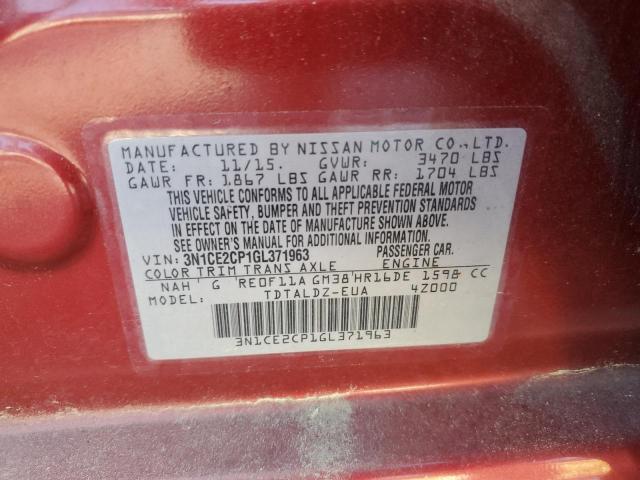 MANUFACTURED BY NISSAN MOTOR CO.,LTD.
DATE: 11/15. GVWR: 3470 LBS
GAWR FR: 1867 LBS GAWR RR: 1704 LBS
THIS VEHICLE CONFORMS TO ALL APPLICABLE FEDERAL MOTOR
VEHICLE SAFETY, BUMPER AND THEFT PREVENTION STANDARDS
IN EFFECT ON THE DATE OF MANUFACTURE SHOWN ABOVE.
SEE OWNER'S MANUAL FOR ADDITIONAL INFORMATION.
VIN: 3N1CE2CP1GL371963 PASSENGER CAR.
COLOR TRIM TRANS AXLE ENGINE
NAH G RE0F11A GM38 HR16DE 1598 CC
MODEL: TDTALDZ-EUA 4Z000
3N1CE2CP1GL371963